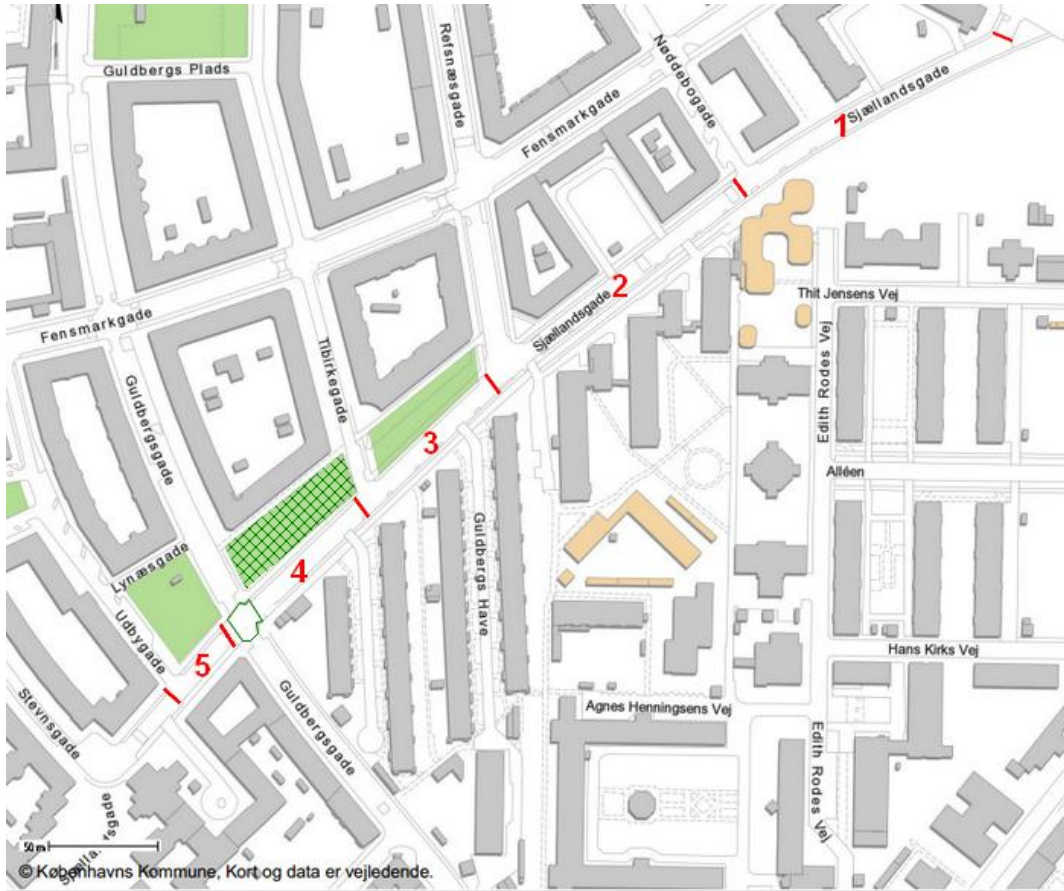 Guldbergs Plads
Refsnæsgade
Nøddebogade
Sjællandsgade
1
Fensmarkgade
2
Sjællandsgade
Thit Jensens Vej
Fensmarkgade
Tibirkegade
Guldbergsgade
Edith Rodes Vej
3
Alléen
Guldbergs Have
Lynæsgade
4
Udbygade
5
Hans Kirks Vej
Stevnsgade
Guldbergsgade
Agnes Henningsens Vej
Edith Rodes Vej
50 m
© Københavns Kommune, Kort og data er vejledende.